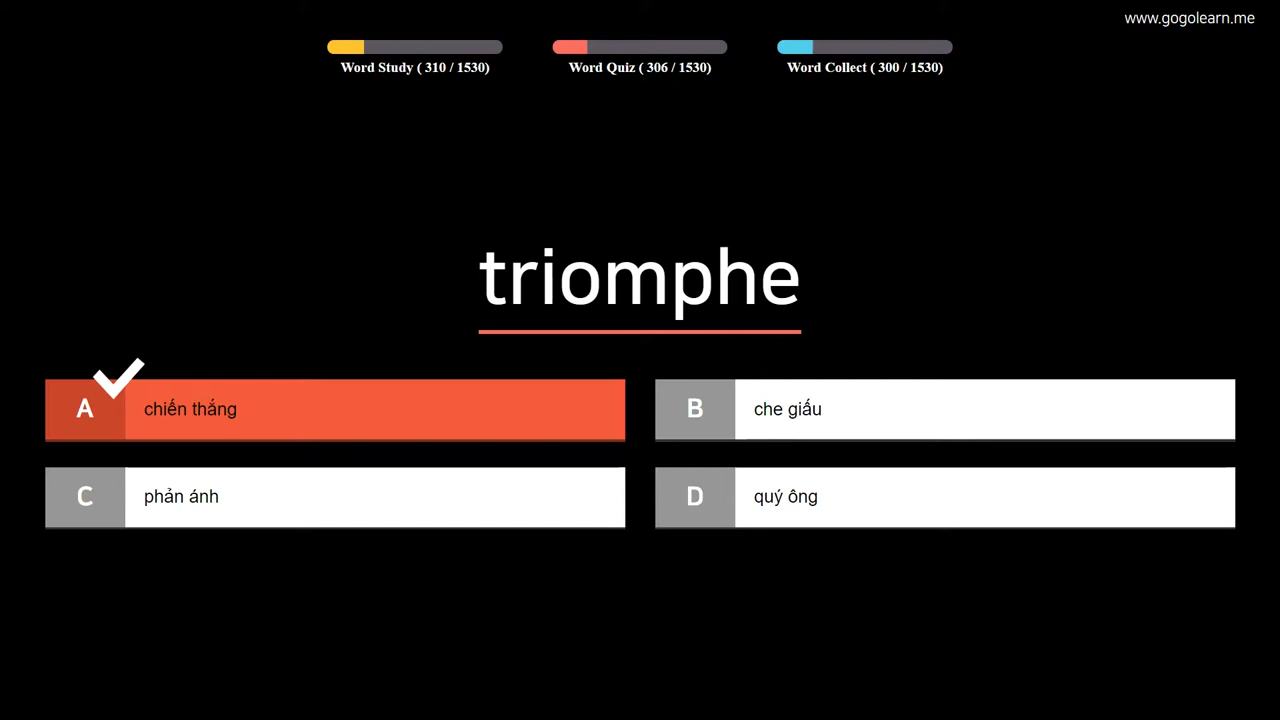 www.gogolearn.me
Word Study ( 310 / 1530)
Word Quiz ( 306 / 1530)
Word Collect ( 300 / 1530)
triomphe
A chiến thắng
B che giấu
C phản ánh
D quý ông